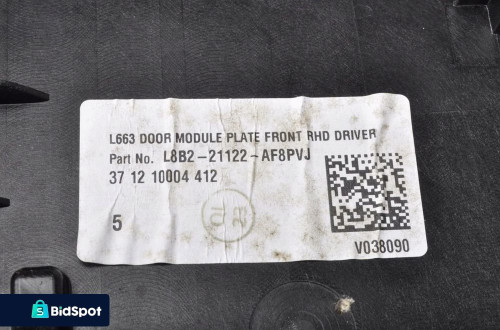 L663 DOOR MODULE PLATE FRONT RHD DRIVER
Part No. L8B2-21122-AF8PVJ
37 12 10004 412
5
V038090
BidSpot